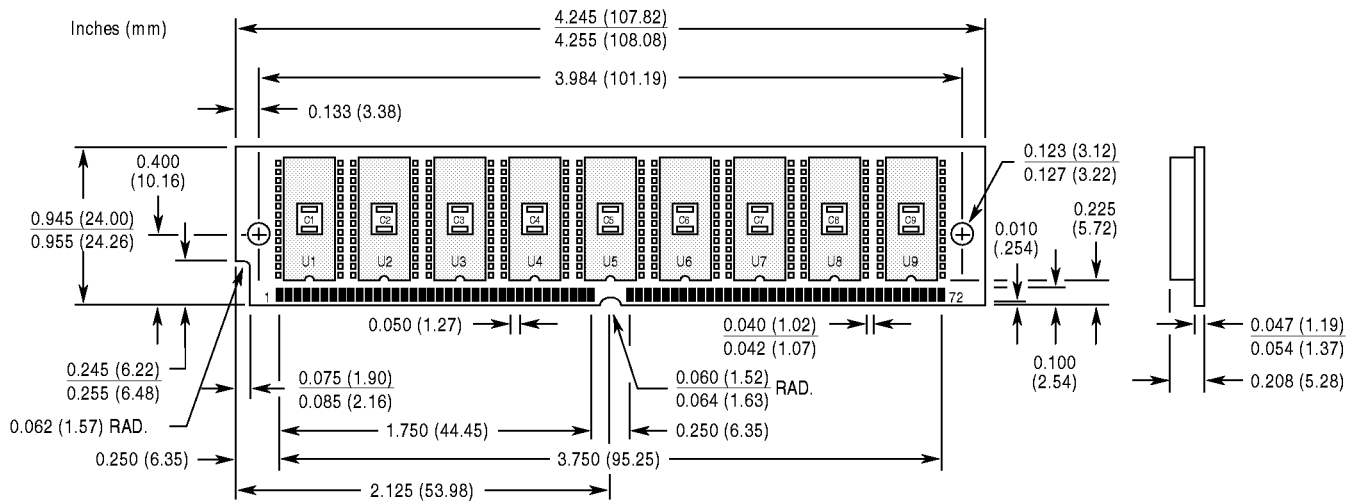 Inches (mm)
4.245 (107.82)
4.255 (108.08)
3.984 (101.19)
0.133 (3.38)
0.400
(10.16)
0.945 (24.00)
0.955 (24.26)
0.123 (3.12)
0.127 (3.22)
0.225
(5.72)
0.010
(.254)
C1
C2
C3
C4
C5
C6
C7
C8
C9
U1
U2
U3
U4
U5
U6
U7
U8
U9
1
72
0.050 (1.27)
0.040 (1.02)
0.042 (1.07)
0.047 (1.19)
0.054 (1.37)
0.100
(2.54)
0.208 (5.28)
0.245 (6.22)
0.255 (6.48)
0.075 (1.90)
0.085 (2.16)
0.060 (1.52)
0.064 (1.63)
RAD.
0.062 (1.57) RAD.
1.750 (44.45)
0.250 (6.35)
0.250 (6.35)
3.750 (95.25)
2.125 (53.98)